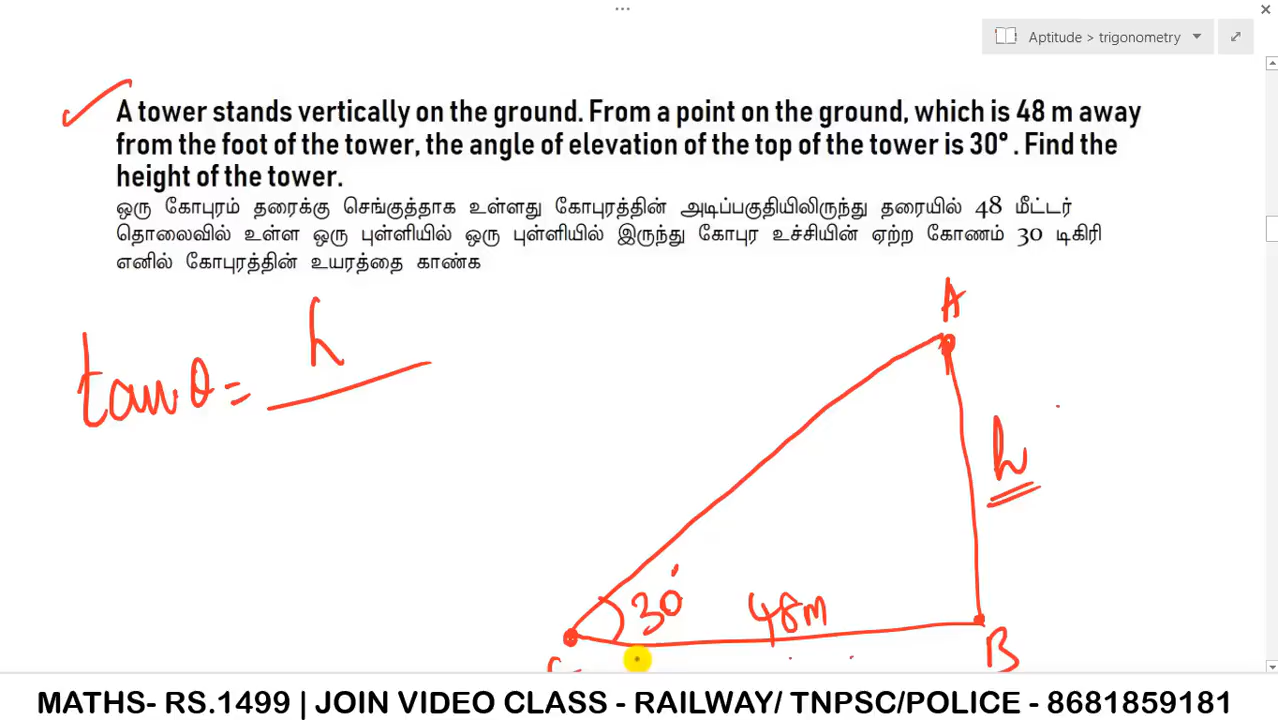 Aptitude > trigonometry
A tower stands vertically on the ground. From a point on the ground, which is 48 m away
from the foot of the tower, the angle of elevation of the top of the tower is 30° . Find the
height of the tower.
ஒரு கோபுரம் தரைக்கு செங்குத்தாக உள்ளது கோபுரத்தின் அடிப்பகுதியிலிருந்து தரையில் 48 மீட்டர்
தொலைவில் உள்ள ஒரு புள்ளியில் ஒரு புள்ளியில் இருந்து கோபுர உச்சியின் ஏற்ற கோணம் 30 டிகிரி
எனில் கோபுரத்தின் உயரத்தை காண்க
A
tanθ = h
h
30°
48m
B
MATHS- RS.1499 | JOIN VIDEO CLASS - RAILWAY/ TNPSC/POLICE - 8681859181